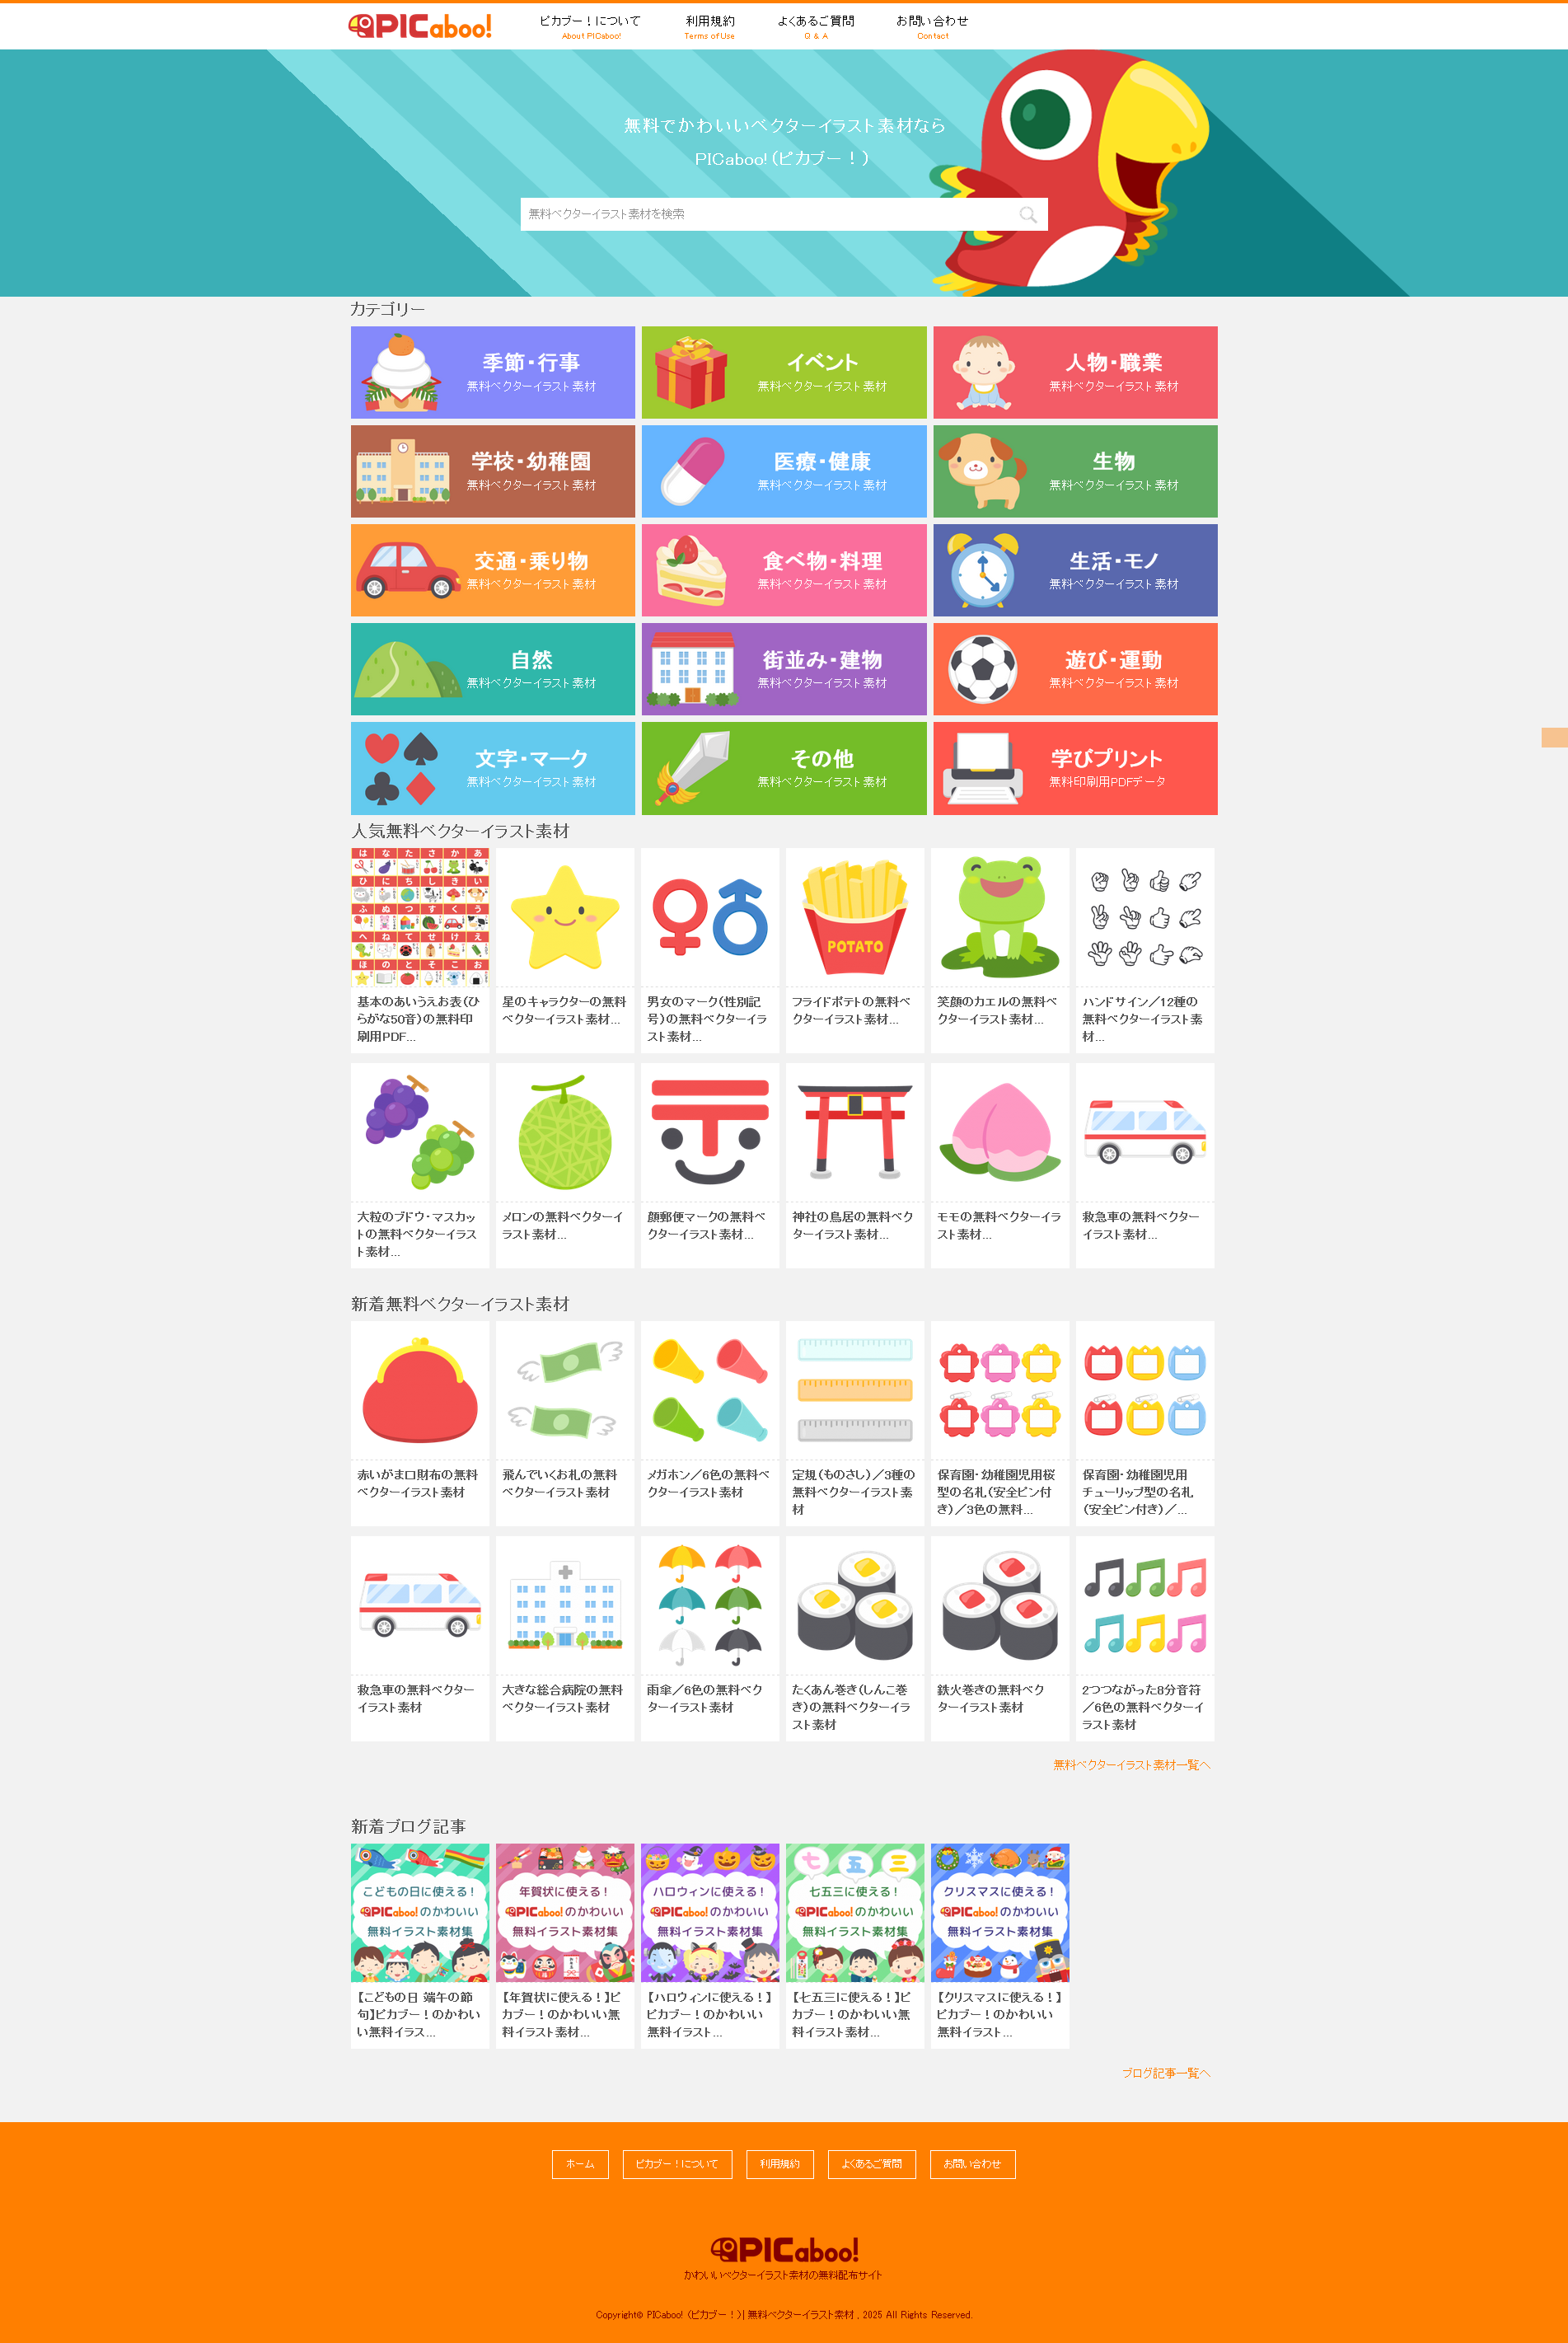 PICaboo!
ピカブー！について
About PICaboo!
利用規約
Terms of Use
よくあるご質問
Q & A
お問い合わせ
Contact
無料でかわいいベクターイラスト素材なら
PICaboo!（ピカブー！）
無料ベクターイラスト素材を検索
カテゴリー
季節・行事
無料ベクターイラスト素材
イベント
無料ベクターイラスト素材
人物・職業
無料ベクターイラスト素材
学校・幼稚園
無料ベクターイラスト素材
医療・健康
無料ベクターイラスト素材
生物
無料ベクターイラスト素材
交通・乗り物
無料ベクターイラスト素材
食べ物・料理
無料ベクターイラスト素材
生活・モノ
無料ベクターイラスト素材
自然
無料ベクターイラスト素材
街並み・建物
無料ベクターイラスト素材
遊び・運動
無料ベクターイラスト素材
文字・マーク
無料ベクターイラスト素材
その他
無料ベクターイラスト素材
学びプリント
無料印刷用PDFデータ
人気無料ベクターイラスト素材
は な た さ か あ
ひ に ち し き い
ふ ぬ つ す く う
へ ね て せ け え
ほ の と そ こ お
基本のあいうえお表（ひ
らがな50音）の無料印
刷用PDF...
星のキャラクターの無料
ベクターイラスト素材...
男女のマーク（性別記
号）の無料ベクターイラ
スト素材...
POTATO
フライドポテトの無料ベ
クターイラスト素材...
笑顔のカエルの無料ベ
クターイラスト素材...
ハンドサイン／12種の
無料ベクターイラスト素
材...
大粒のブドウ・マスカッ
トの無料ベクターイラス
ト素材...
メロンの無料ベクターイ
ラスト素材...
顔郵便マークの無料ベ
クターイラスト素材...
神社の鳥居の無料ベク
ターイラスト素材...
モモの無料ベクターイラ
スト素材...
救急車の無料ベクター
イラスト素材...
新着無料ベクターイラスト素材
赤いがま口財布の無料
ベクターイラスト素材
飛んでいくお札の無料
ベクターイラスト素材
メガホン／6色の無料ベ
クターイラスト素材
定規（ものさし）／3種の
無料ベクターイラスト素
材
保育園・幼稚園児用桜
型の名札（安全ピン付
き）／3色の無料...
保育園・幼稚園児用
チューリップ型の名札
（安全ピン付き）／...
救急車の無料ベクター
イラスト素材
大きな総合病院の無料
ベクターイラスト素材
雨傘／6色の無料ベク
ターイラスト素材
たくあん巻き（しんこ巻
き）の無料ベクターイラ
スト素材
鉄火巻きの無料ベク
ターイラスト素材
2つつながった8分音符
／6色の無料ベクターイ
ラスト素材
無料ベクターイラスト素材一覧へ
新着ブログ記事
こどもの日に使える！
PICaboo!のかわいい
無料イラスト素材集
年賀状に使える！
PICaboo!のかわいい
無料イラスト素材集
ハロウィンに使える！
PICaboo!のかわいい
無料イラスト素材集
七 五 三
七五三に使える！
PICaboo!のかわいい
無料イラスト素材集
クリスマスに使える！
PICaboo!のかわいい
無料イラスト素材集
【こどもの日 端午の節
句】ピカブー！のかわい
い無料イラス...
【年賀状に使える！】ピ
カブー！のかわいい無
料イラスト素材...
【ハロウィンに使える！】
ピカブー！のかわいい
無料イラスト...
【七五三に使える！】ピ
カブー！のかわいい無
料イラスト素材...
【クリスマスに使える！】
ピカブー！のかわいい
無料イラスト...
ブログ記事一覧へ
ホーム
ピカブー！について
利用規約
よくあるご質問
お問い合わせ
PICaboo!
かわいいベクターイラスト素材の無料配布サイト
Copyright© PICaboo!（ピカブー！）| 無料ベクターイラスト素材 , 2025 All Rights Reserved.